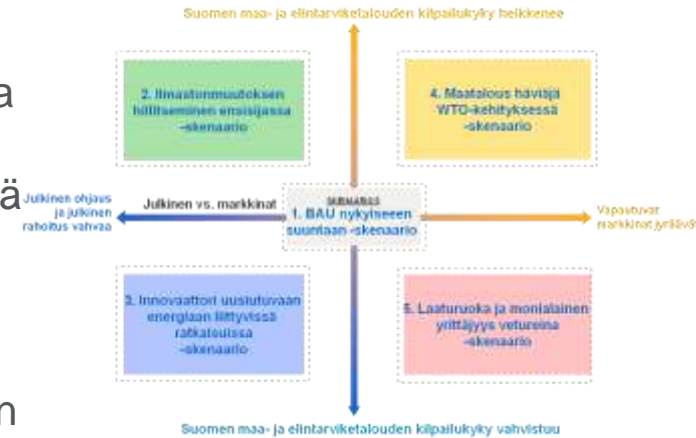 Suomen maa- ja elintarviketalouden kilpailukyky heikkenee
a
2. Ilmastonmuutoksen
hillitseminen ensisijassa
-skenaario
4. Maatalous häviäjä
WTO-kehityksessä
-skenaario
ä
Julkinen ohjaus
ja julkinen
rahoitus vahvaa
Julkinen vs. markkinat
1. BAU nykyiseen
suuntaan -skenaario
Vapautuvat
markkinat jyräävät
3. Innovaattori uusiutuvaan
energiaan liittyvissä
ratkaisuissa
-skenaario
5. Laaturuoka ja monialainen
yrittäjyys vetureina
-skenaario
n
Suomen maa- ja elintarviketalouden kilpailukyky vahvistuu